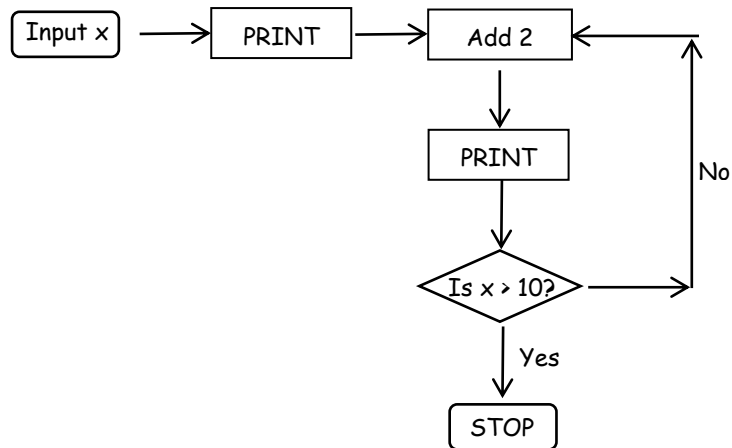 Input x
PRINT
Add 2
PRINT
No
Is x > 10?
Yes
STOP